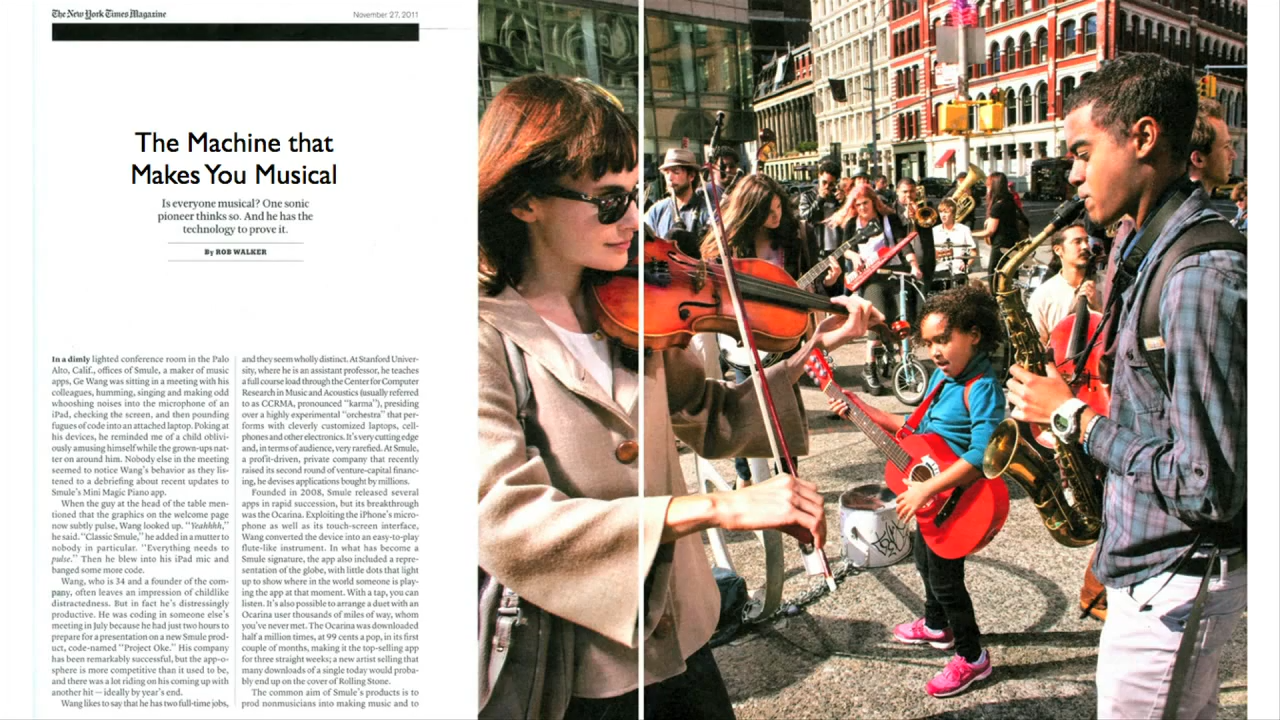 The New York Times Magazine
November 27, 2011
The Machine that
Makes You Musical
Is everyone musical? One sonic
pioneer thinks so. And he has the
technology to prove it.
By ROB WALKER
In a dimly lighted conference room in the Palo
Alto, Calif., offices of Smule, a maker of music
apps, Ge Wang was sitting in a meeting with his
colleagues, humming, singing and making odd
whooshing noises into the microphone of an
iPad, checking the screen, and then pounding
fugues of code into an attached laptop. Poking at
his devices, he reminded me of a child oblivi-
ously amusing himself while the grown-ups nat-
ter on around him. Nobody else in the meeting
seemed to notice Wang's behavior as they lis-
tened to a debriefing about recent updates to
Smule's Mini Magic Piano app.
When the guy at the head of the table men-
tioned that the graphics on the welcome page
now subtly pulse, Wang looked up. "Yeahhhh,"
he said. "Classic Smule," he added in a mutter to
nobody in particular. "Everything needs to
pulse." Then he blew into his iPad mic and
banged some more code.
Wang, who is 34 and a founder of the com-
pany, often leaves an impression of childlike
distractedness. But in fact he's distressingly
productive. He was coding in someone else's
meeting in July because he had just two hours to
prepare for a presentation on a new Smule prod-
uct, code-named "Project Oke." His company
has been remarkably successful, but the app-o-
sphere is more competitive than it used to be,
and there was a lot riding on his coming up with
another hit — ideally by year's end.
Wang likes to say that he has two full-time jobs,
and they seem wholly distinct. At Stanford Univer-
sity, where he is an assistant professor, he teaches
a full course load through the Center for Computer
Research in Music and Acoustics (usually referred
to as CCRMA, pronounced "karma"), presiding
over a highly experimental "orchestra" that per-
forms with cleverly customized laptops, cell-
phones and other electronics. It's very cutting edge
and, in terms of audience, very rarefied. At Smule,
a profit-driven, private company that recently
raised its second round of venture-capital financ-
ing, he devises applications bought by millions.
Founded in 2008, Smule released several
apps in rapid succession, but its breakthrough
was the Ocarina. Exploiting the iPhone's micro-
phone as well as its touch-screen interface,
Wang converted the device into an easy-to-play
flute-like instrument. In what has become a
Smule signature, the app also included a repre-
sentation of the globe, with little dots that light
up to show where in the world someone is play-
ing the app at that moment. With a tap, you can
listen. It's also possible to arrange a duet with an
Ocarina user thousands of miles of way, whom
you've never met. The Ocarina was downloaded
half a million times, at 99 cents a pop, in its first
couple of months, making it the top-selling app
for three straight weeks; a new artist selling that
many downloads of a single today would proba-
bly end up on the cover of Rolling Stone.
The common aim of Smule's products is to
prod nonmusicians into making music and to